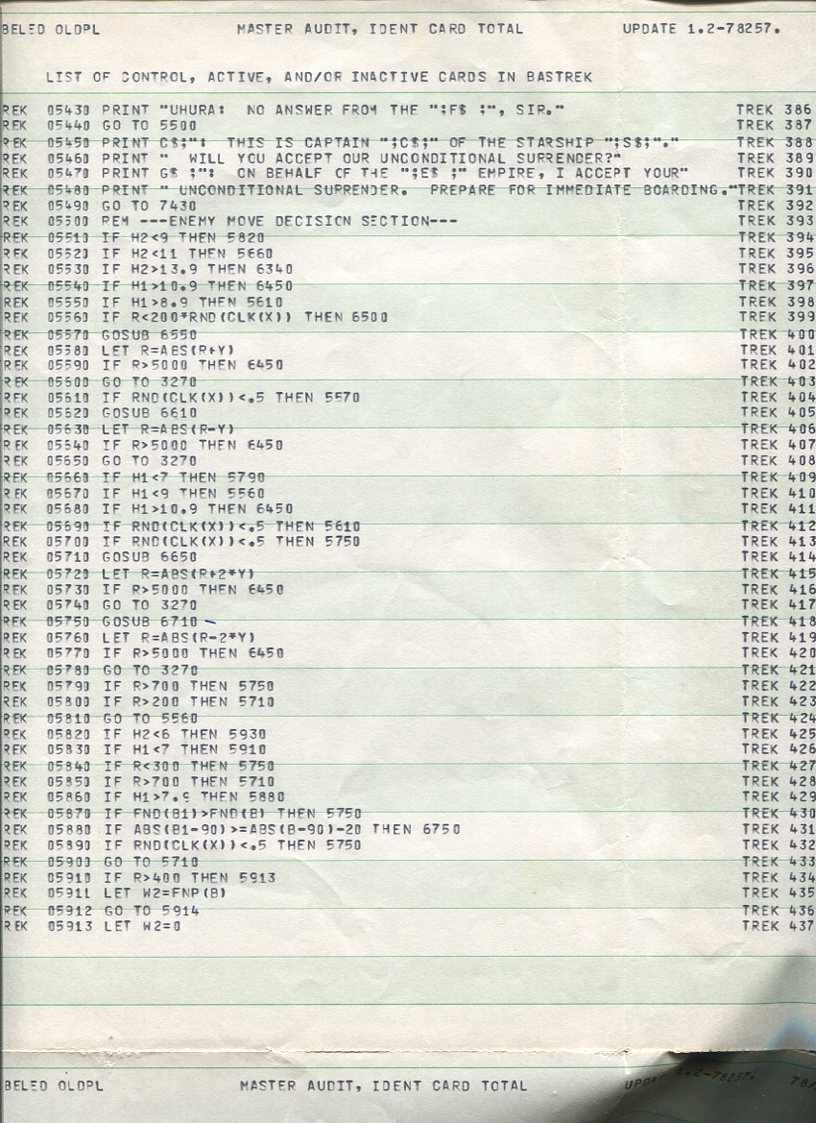 BELED OLDPL MASTER AUDIT, IDENT CARD TOTAL UPDATE 1.2-78257.
LIST OF CONTROL, ACTIVE, AND/OR INACTIVE CARDS IN BASTREK
REK 05430 PRINT "UHURA: NO ANSWER FROM THE ";F$ ;", SIR." TREK 386
REK 05440 GO TO 5500 TREK 387
REK 05450 PRINT C$;": THIS IS CAPTAIN ";C$;" OF THE STARSHIP ";S$;"." TREK 388
REK 05460 PRINT " WILL YOU ACCEPT OUR UNCONDITIONAL SURRENDER?" TREK 389
REK 05470 PRINT G$ ;": ON BEHALF OF THE ";E$ ;" EMPIRE, I ACCEPT YOUR" TREK 390
REK 05480 PRINT " UNCONDITIONAL SURRENDER. PREPARE FOR IMMEDIATE BOARDING."TREK 391
REK 05490 GO TO 7430 TREK 392
REK 05500 REM ---ENEMY MOVE DECISION SECTION--- TREK 393
REK 05510 IF H2<9 THEN 5820 TREK 394
REK 05520 IF H2<11 THEN 5660 TREK 395
REK 05530 IF H2>13.9 THEN 6340 TREK 396
REK 05540 IF H1>10.9 THEN 6450 TREK 397
REK 05550 IF H1>8.9 THEN 5610 TREK 398
REK 05560 IF R<200*RND(CLK(X)) THEN 6500 TREK 399
REK 05570 GOSUB 6550 TREK 400
REK 05580 LET R=ABS(R+Y) TREK 401
REK 05590 IF R>5000 THEN 6450 TREK 402
REK 05600 GO TO 3270 TREK 403
REK 05610 IF RND(CLK(X))<.5 THEN 5570 TREK 404
REK 05620 GOSUB 6610 TREK 405
REK 05630 LET R=ABS(R-Y) TREK 406
REK 05640 IF R>5000 THEN 6450 TREK 407
REK 05650 GO TO 3270 TREK 408
REK 05660 IF H1<7 THEN 5790 TREK 409
REK 05670 IF H1<9 THEN 5560 TREK 410
REK 05680 IF H1>10.9 THEN 6450 TREK 411
REK 05690 IF RND(CLK(X))<.5 THEN 5610 TREK 412
REK 05700 IF RND(CLK(X))<.5 THEN 5750 TREK 413
REK 05710 GOSUB 6650 TREK 414
REK 05720 LET R=ABS(R+2*Y) TREK 415
REK 05730 IF R>5000 THEN 6450 TREK 416
REK 05740 GO TO 3270 TREK 417
REK 05750 GOSUB 6710 TREK 418
REK 05760 LET R=ABS(R-2*Y) TREK 419
REK 05770 IF R>5000 THEN 6450 TREK 420
REK 05780 GO TO 3270 TREK 421
REK 05790 IF R>700 THEN 5750 TREK 422
REK 05800 IF R>200 THEN 5710 TREK 423
REK 05810 GO TO 5560 TREK 424
REK 05820 IF H2<6 THEN 5930 TREK 425
REK 05830 IF H1<7 THEN 5910 TREK 426
REK 05840 IF R<300 THEN 5750 TREK 427
REK 05850 IF R>700 THEN 5710 TREK 428
REK 05860 IF H1>7.9 THEN 5880 TREK 429
REK 05870 IF FND(B1)>FND(B) THEN 5750 TREK 430
REK 05880 IF ABS(B1-90)>=ABS(B-90)-20 THEN 6750 TREK 431
REK 05890 IF RND(CLK(X))<.5 THEN 5750 TREK 432
REK 05900 GO TO 5710 TREK 433
REK 05910 IF R>400 THEN 5913 TREK 434
REK 05911 LET W2=FNP(B) TREK 435
REK 05912 GO TO 5914 TREK 436
REK 05913 LET W2=0 TREK 437
BELED OLDPL MASTER AUDIT, IDENT CARD TOTAL UPDATE 1.2-78257. 78/